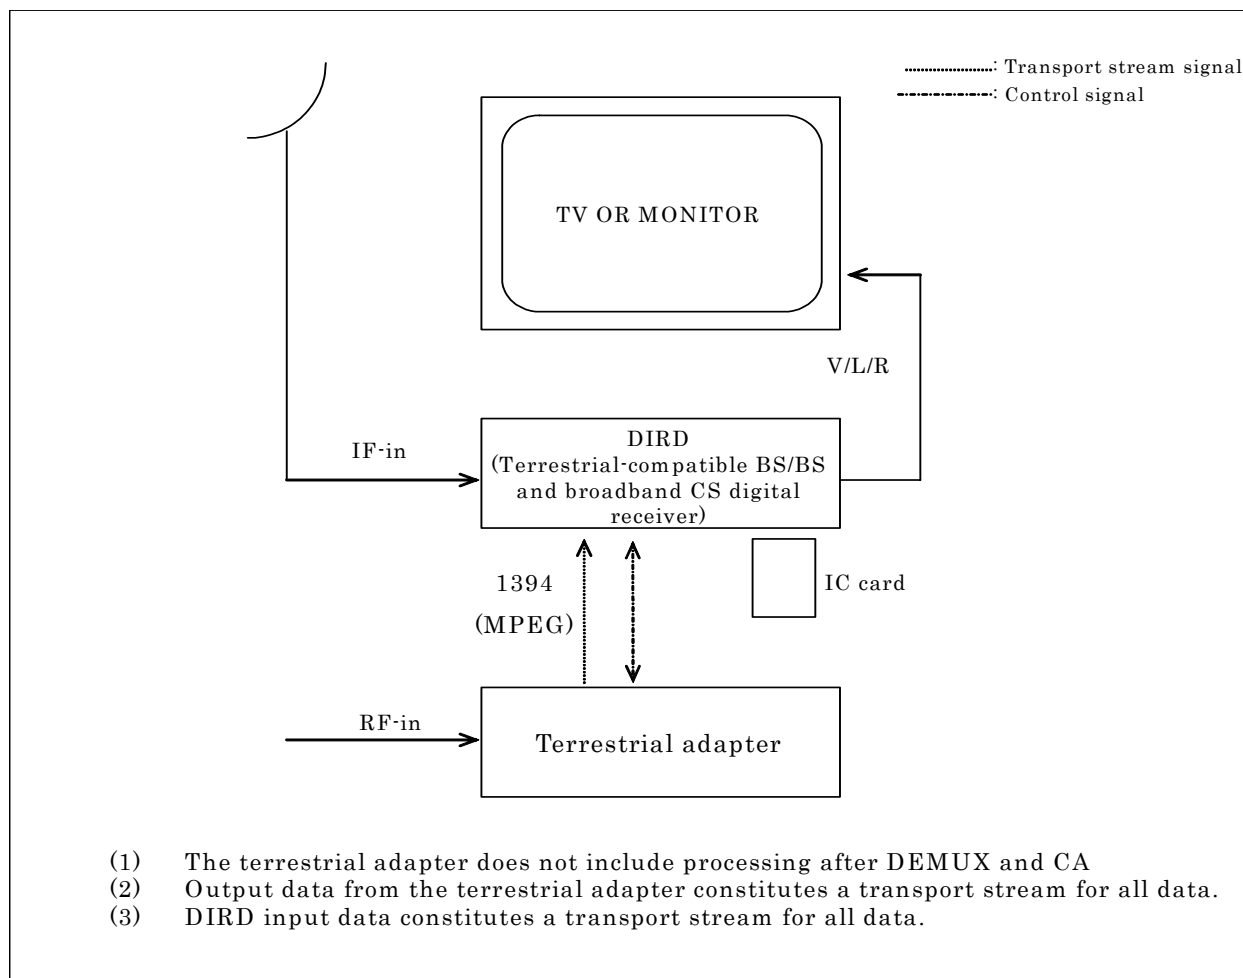 : Transport stream signal
: Control signal
TV OR MONITOR
V/L/R
IF-in
DIRD
(Terrestrial-compatible BS/BS
and broadband CS digital
receiver)
1394
(MPEG)
IC card
RF-in
Terrestrial adapter
(1) The terrestrial adapter does not include processing after DEMUX and CA
(2) Output data from the terrestrial adapter constitutes a transport stream for all data.
(3) DIRD input data constitutes a transport stream for all data.